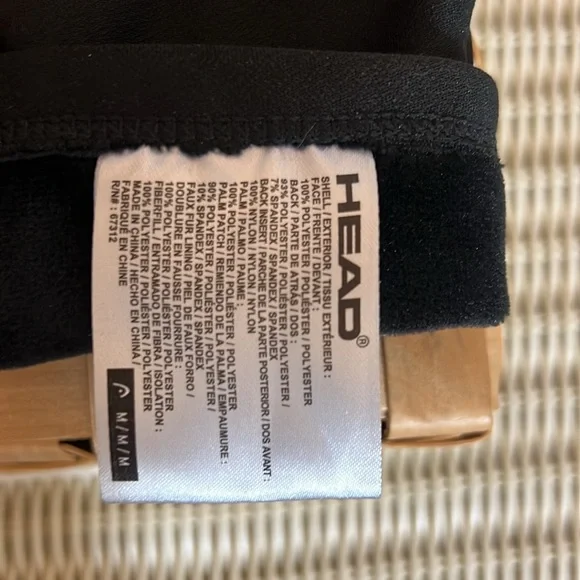 HEAD®
SHELL / EXTERIOR / TISSU EXTÉRIEUR :
FACE / FRENTE / DEVANT :
100% POLYESTER / POLIÉSTER / POLYESTER
BACK / PARTE DE ATRAS / DOS :
93% POLYESTER / POLIÉSTER / POLYESTER
7% SPANDEX / SPANDEX / SPANDEX
BACK INSERT / PARCHE DE LA PARTE POSTERIOR / DOS AVANT :
100% NYLON / NYLON / NYLON
PALM / PALMO / PAUME :
100% POLYESTER / POLIÉSTER / POLYESTER
PALM PATCH / REMIENDO DE LA PALMA / EMPAUMURE :
90% POLYESTER / POLIÉSTER / POLYESTER
10% SPANDEX / SPANDEX / SPANDEX
FAUX FUR LINING / PIEL DE FAUX FORRO /
DOUBLURE EN FAUSSE FOURRURE :
100% POLYESTER / POLIÉSTER / POLYESTER
FIBERFILL / ENTRAMADO DE FIBRA / ISOLATION :
100% POLYESTER / POLIÉSTER / POLYESTER
MADE IN CHINA / HECHO EN CHINA /
FABRIQUÉ EN CHINE
R/N# : 67312
M / M / M